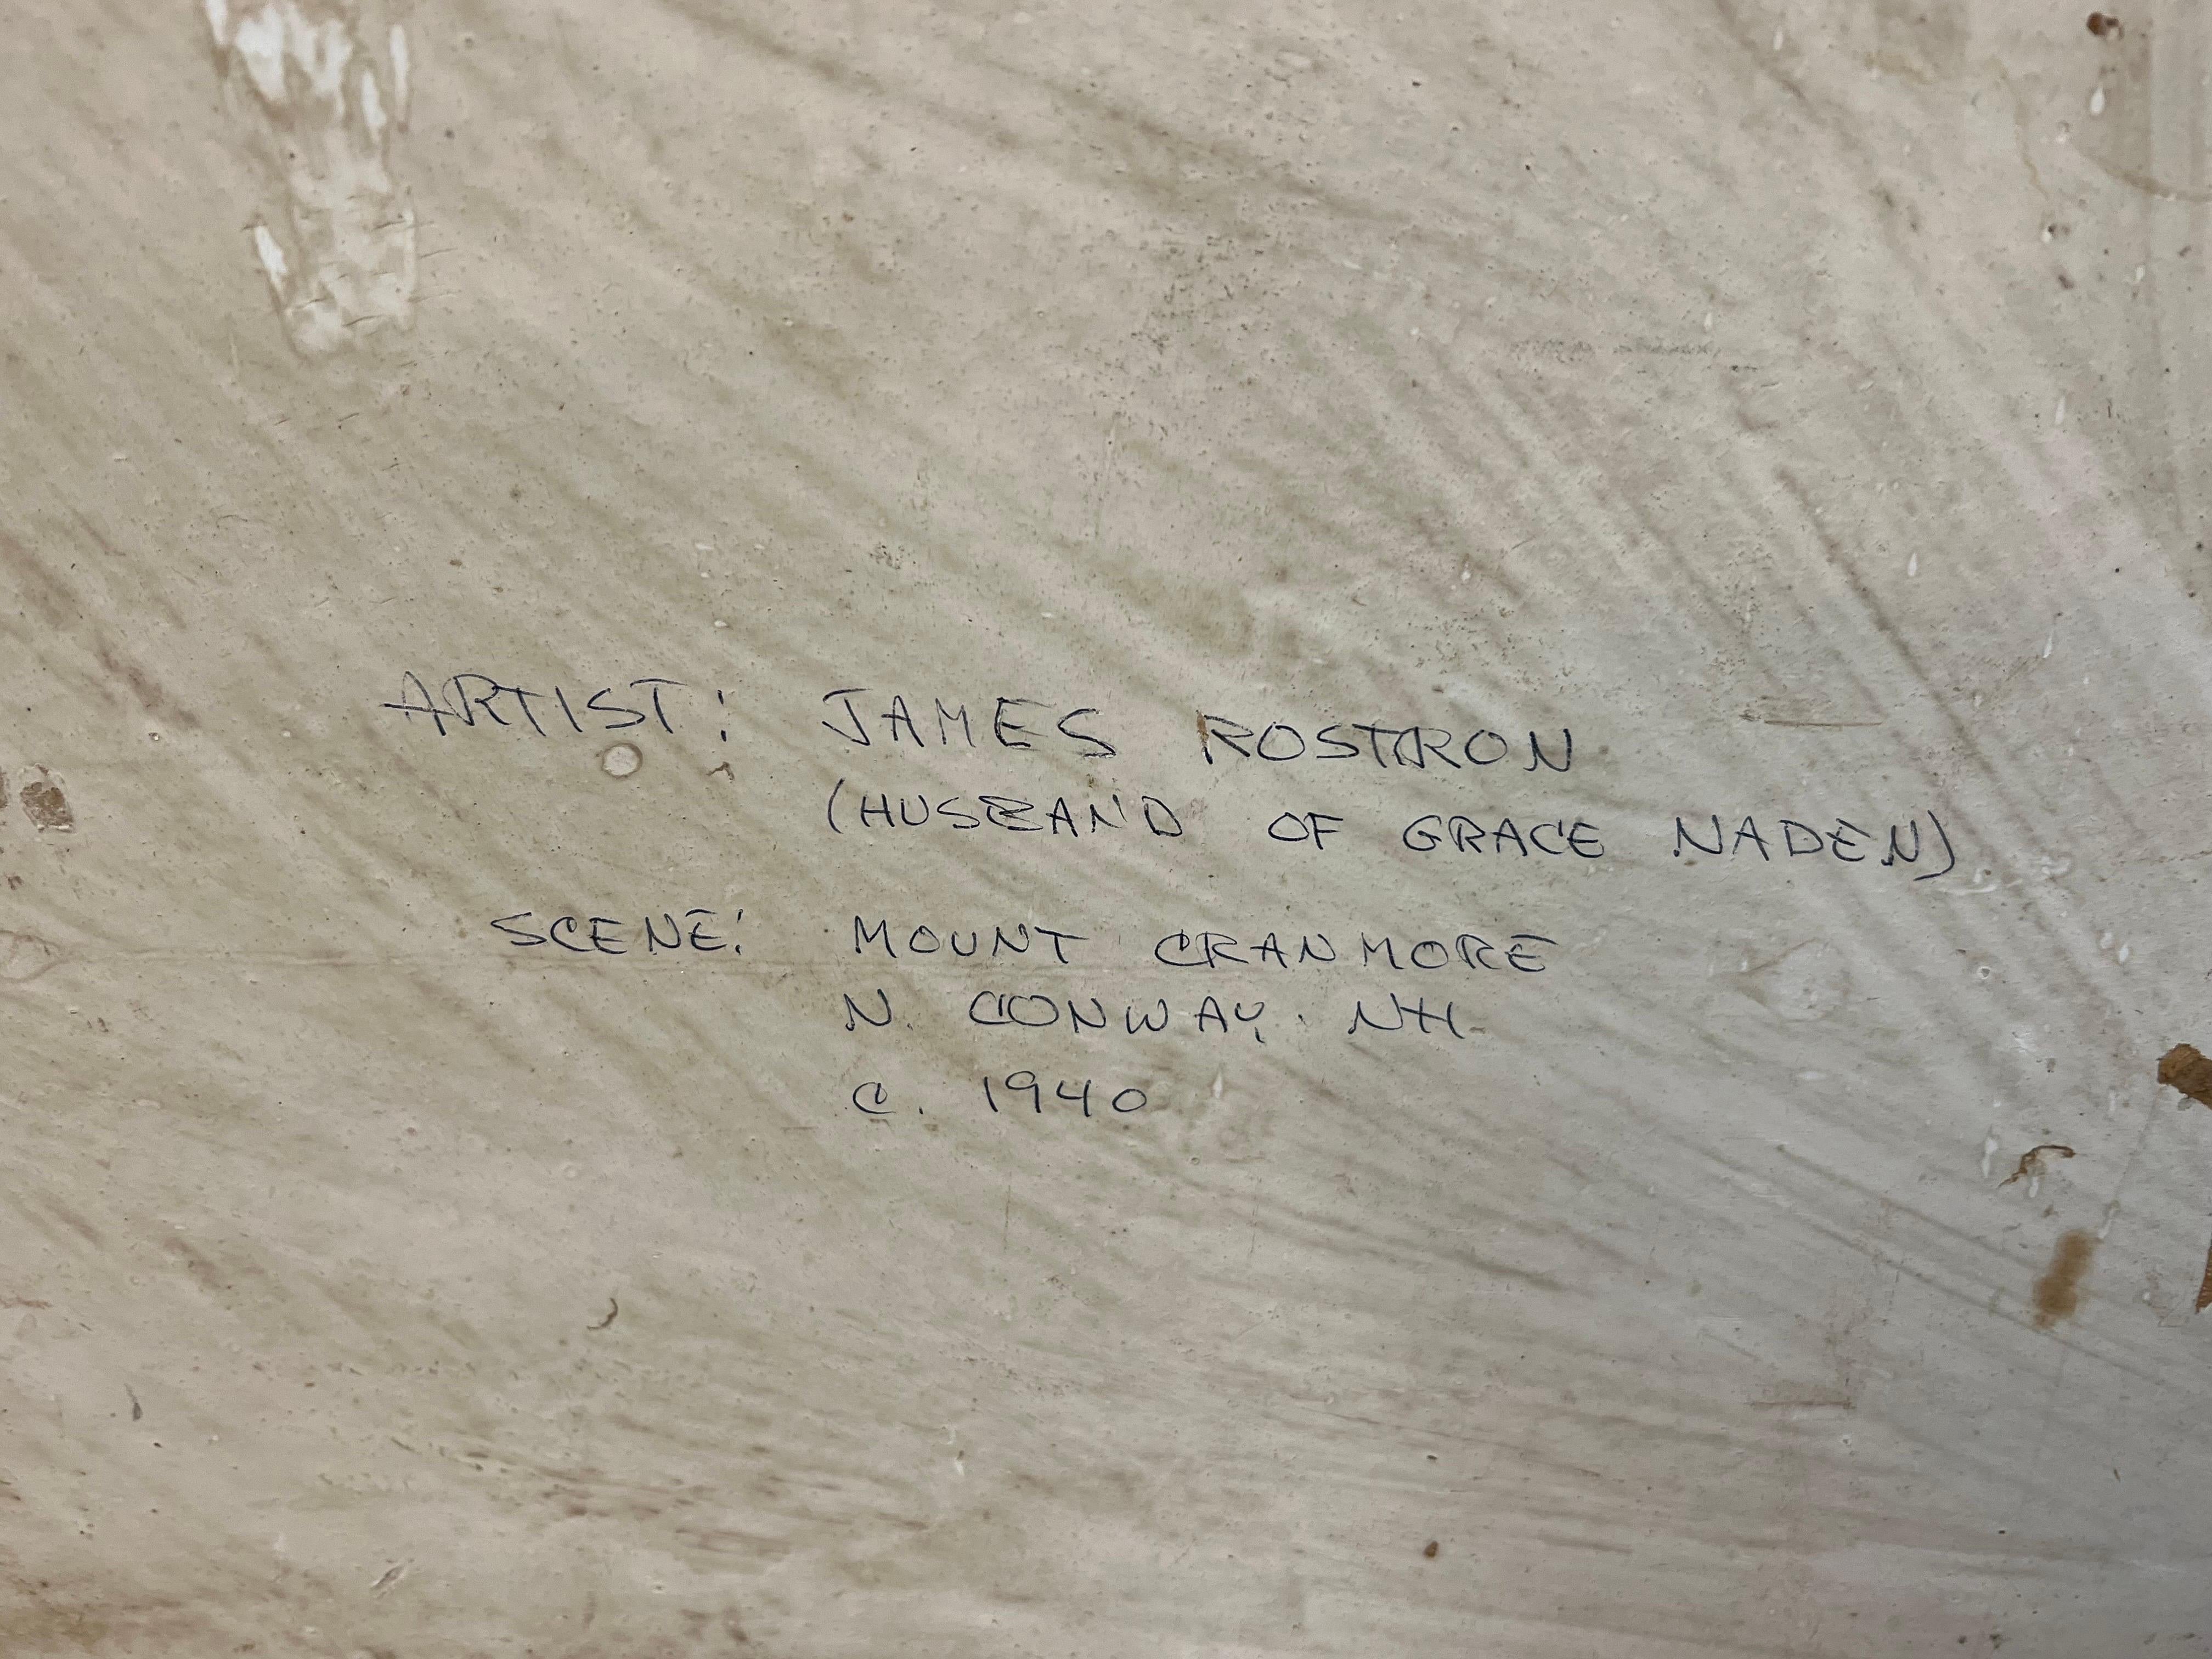 ARTIST: JAMES ROSTRON
(HUSBAND OF GRACE NADEN)
SCENE: MOUNT CRANMORE
N. CONWAY, NH
C. 1940